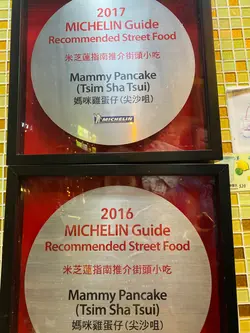 2017
MICHELIN Guide
Recommended Street Food
米芝蓮指南推介街頭小吃
Mammy Pancake
(Tsim Sha Tsui)
媽咪雞蛋仔(尖沙咀)
MICHELIN
2016
MICHELIN Guide
Recommended Street Food
米芝蓮指南推介街頭小吃
Mammy Pancake
(Tsim Sha Tsui)
媽咪雞蛋仔(尖沙咀)